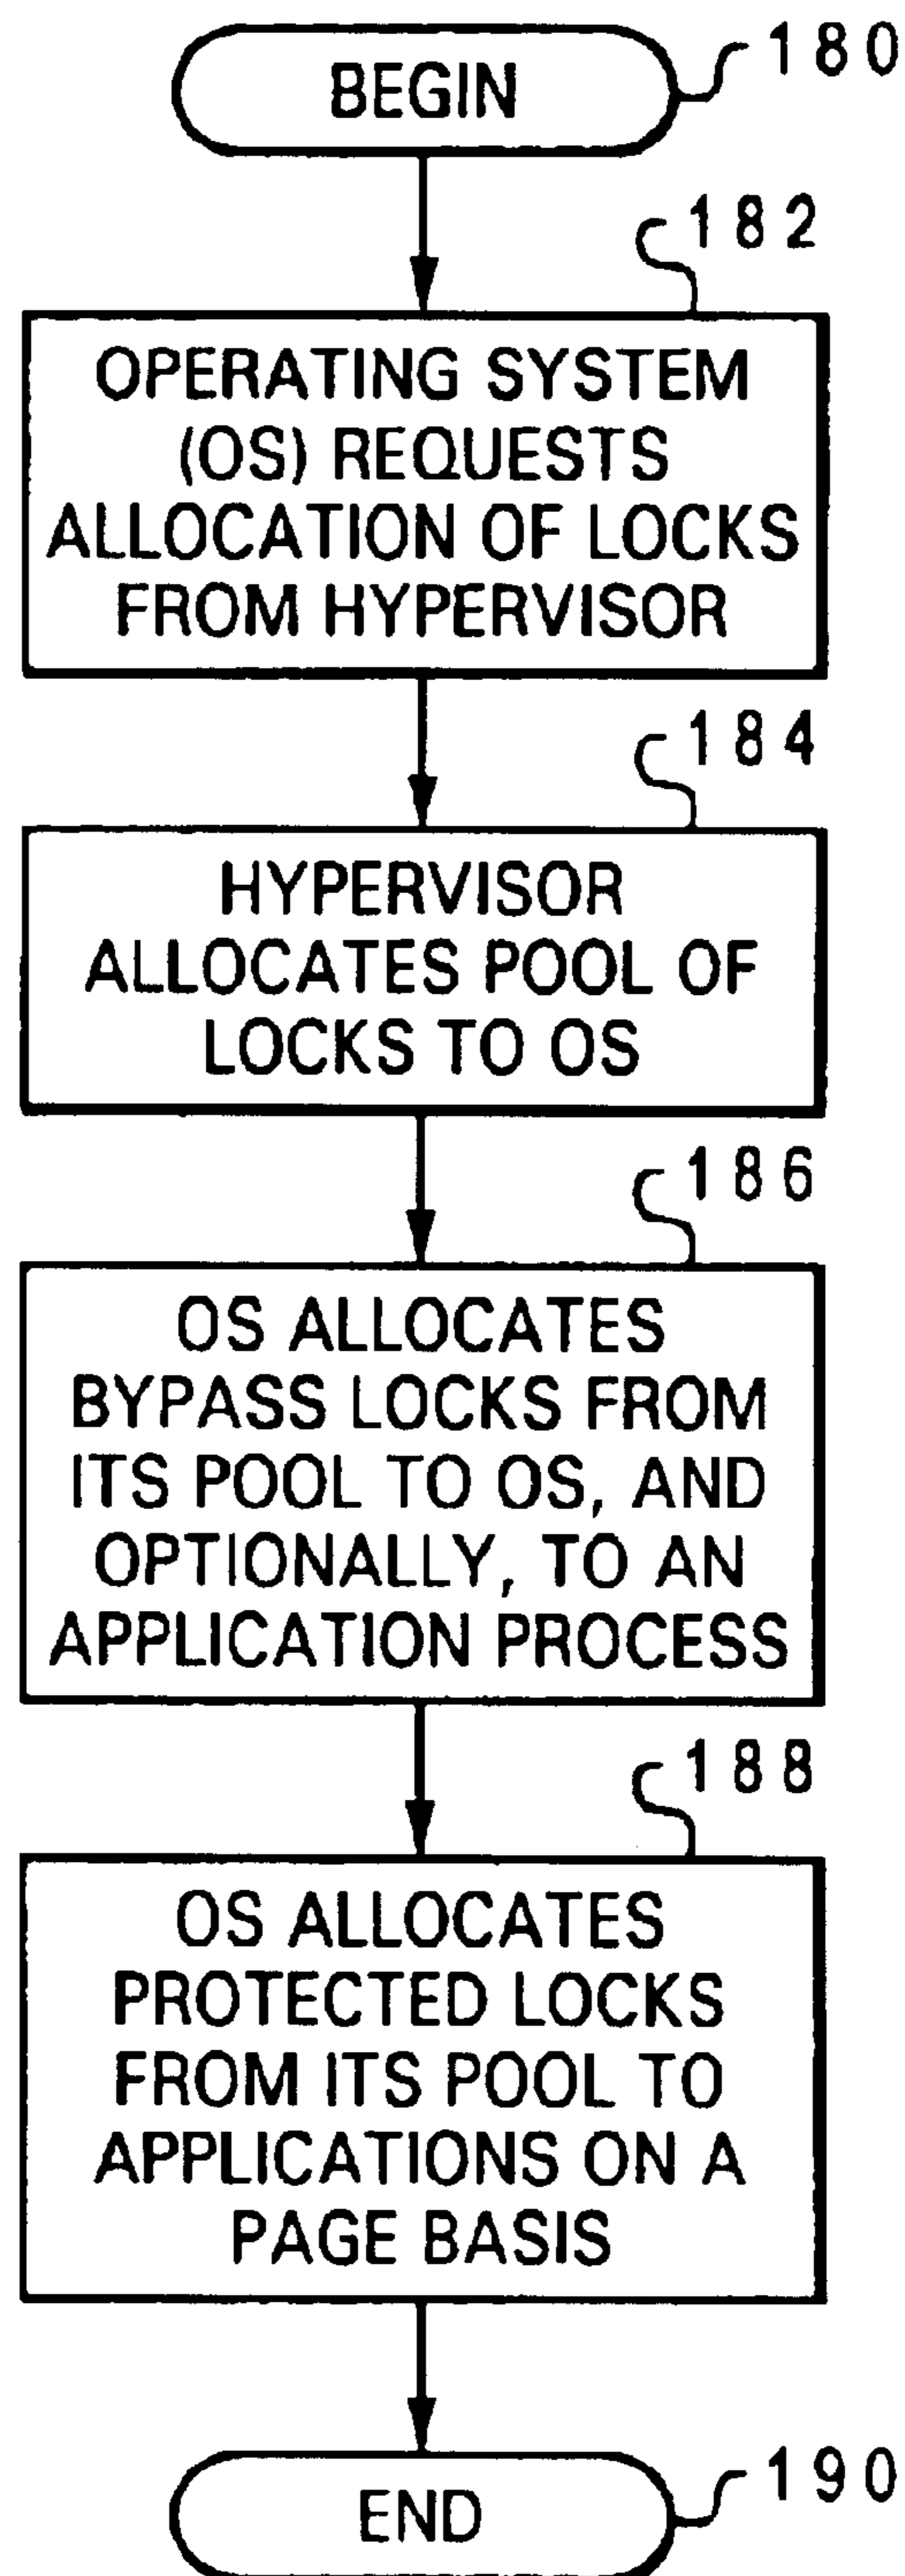 BEGIN
180
182
OPERATING SYSTEM
(OS) REQUESTS
ALLOCATION OF LOCKS
FROM HYPERVISOR
184
HYPERVISOR
ALLOCATES POOL OF
LOCKS TO OS
186
OS ALLOCATES
BYPASS LOCKS FROM
ITS POOL TO OS, AND
OPTIONALLY, TO AN
APPLICATION PROCESS
188
OS ALLOCATES
PROTECTED LOCKS
FROM ITS POOL TO
APPLICATIONS ON A
PAGE BASIS
190
END